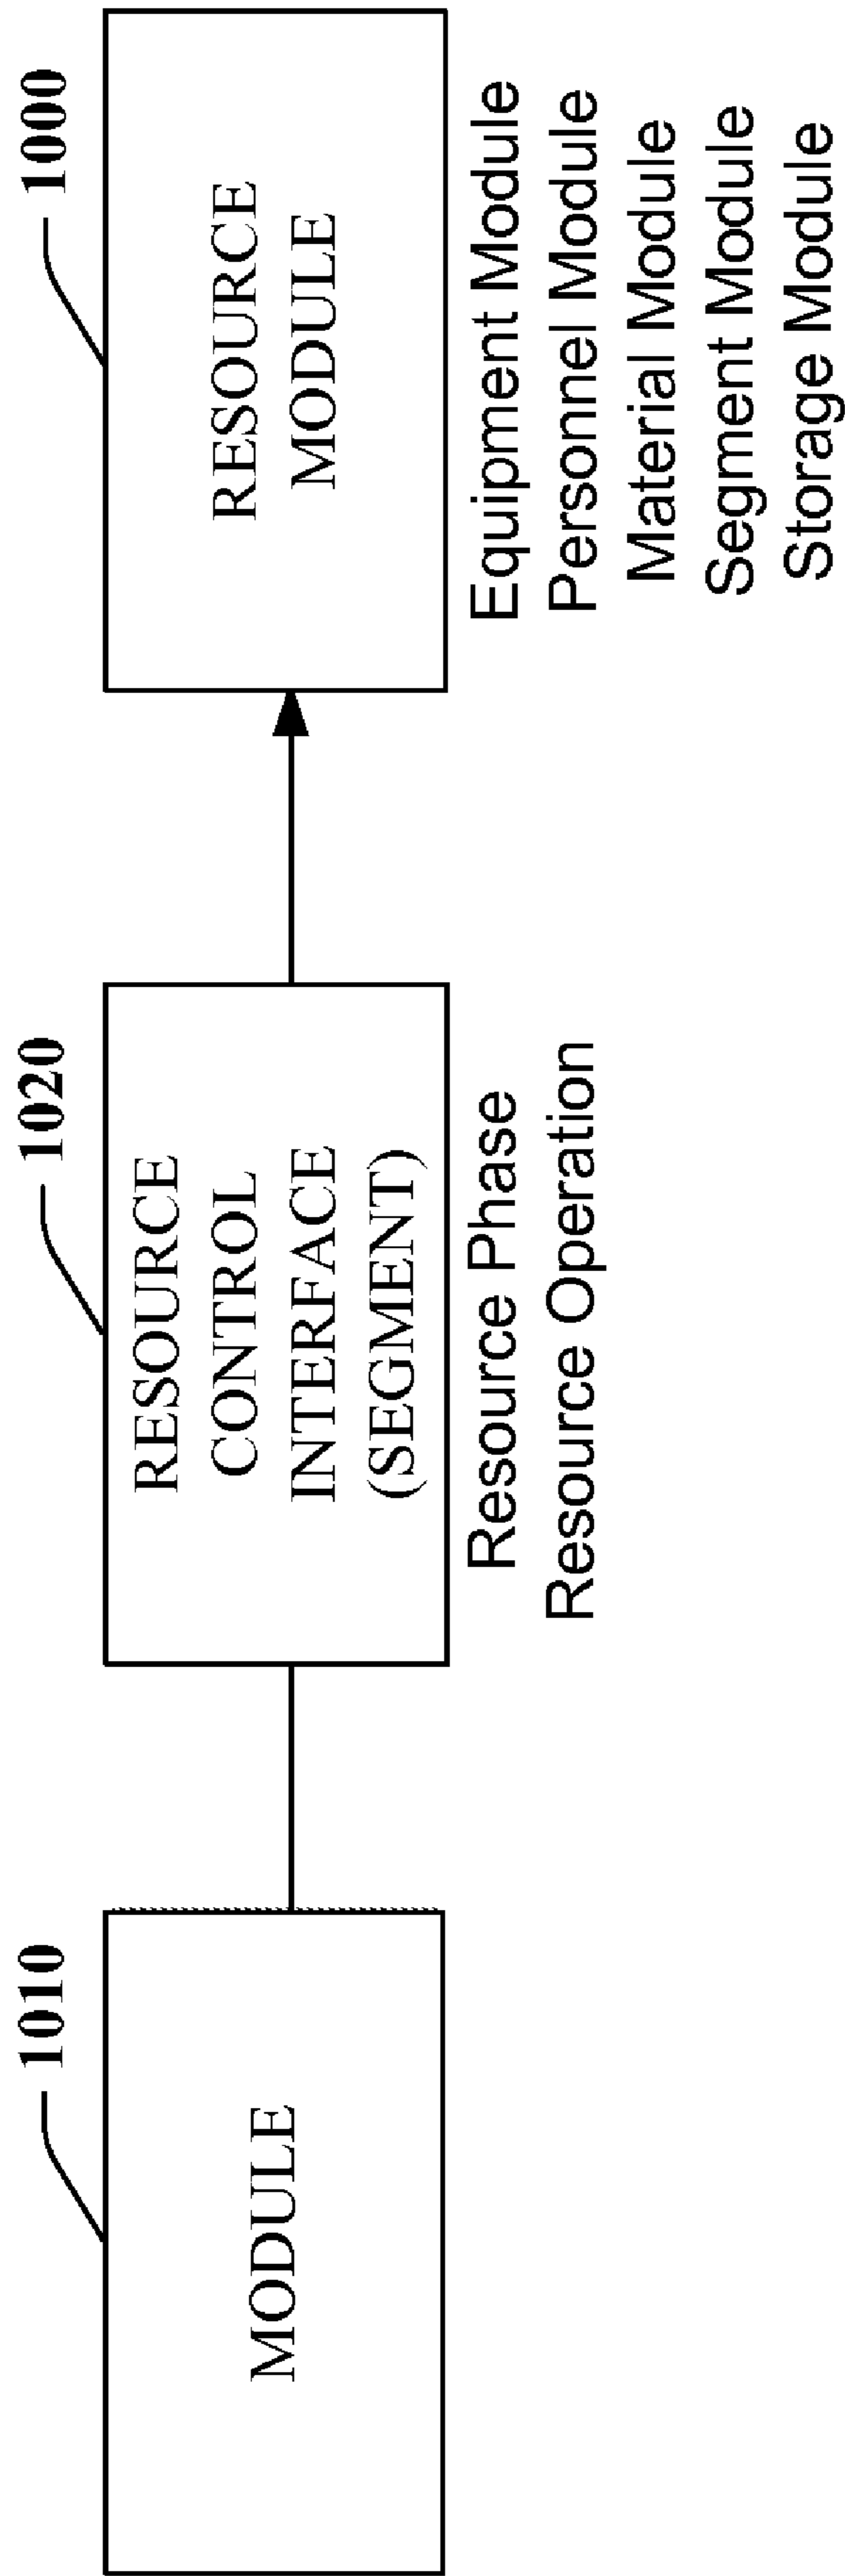 1010
MODULE
1020
RESOURCE
CONTROL
INTERFACE
(SEGMENT)
Resource Phase
Resource Operation
1000
RESOURCE
MODULE
Equipment Module
Personnel Module
Material Module
Segment Module
Storage Module